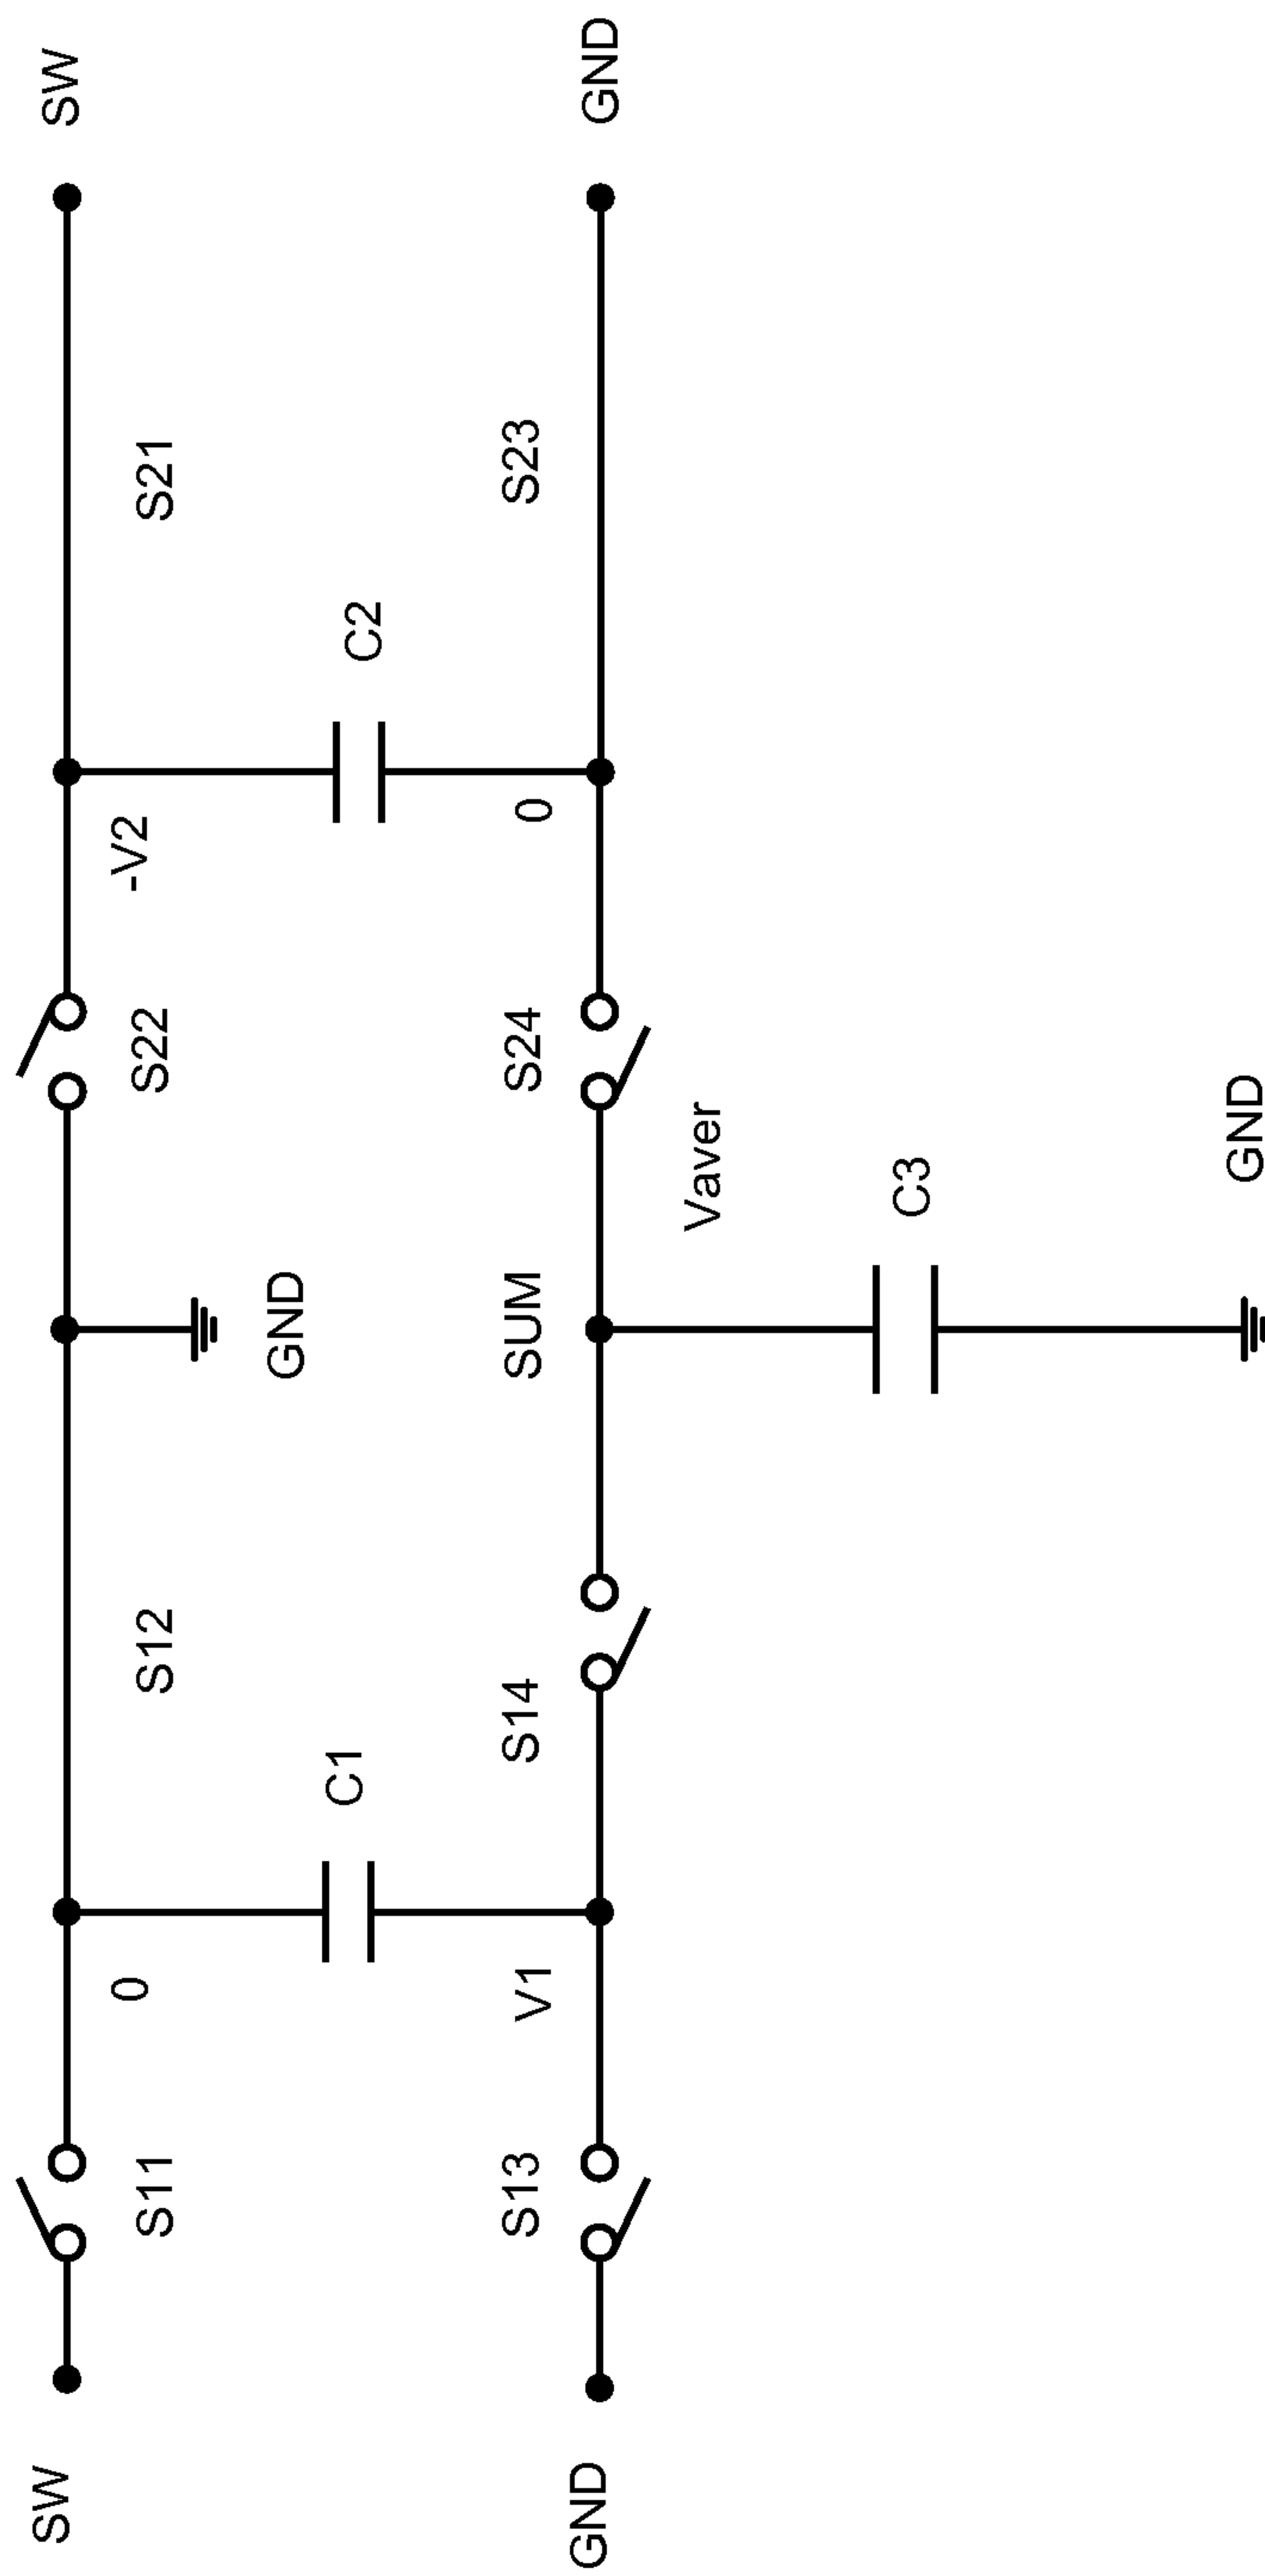 SW
GND
S21
S23
C2
-V2
0
S22
S24
Vaver
C3
GND
GND
SUM
S12
S14
C1
0
V1
S11
S13
SW
GND